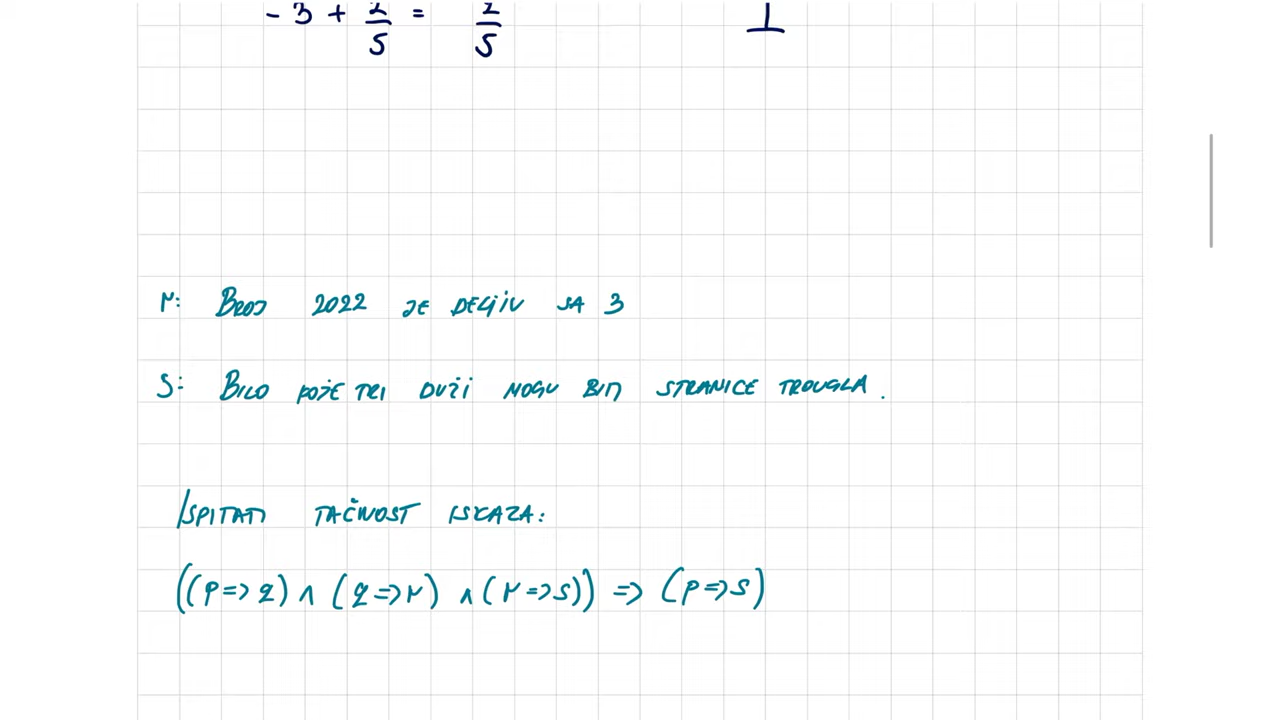 - 3 + 2/5 = 2/5 ⊥
r: BROJ 2022 JE DELJIV SA 3
S: BILO KOJE TRI DUŽI MOGU BITI STRANICE TROUGLA.
ISPITATI TAČNOST ISKAZA:
((p=>q) ∧ (q=>r) ∧ (r=>s)) => (p=>s)